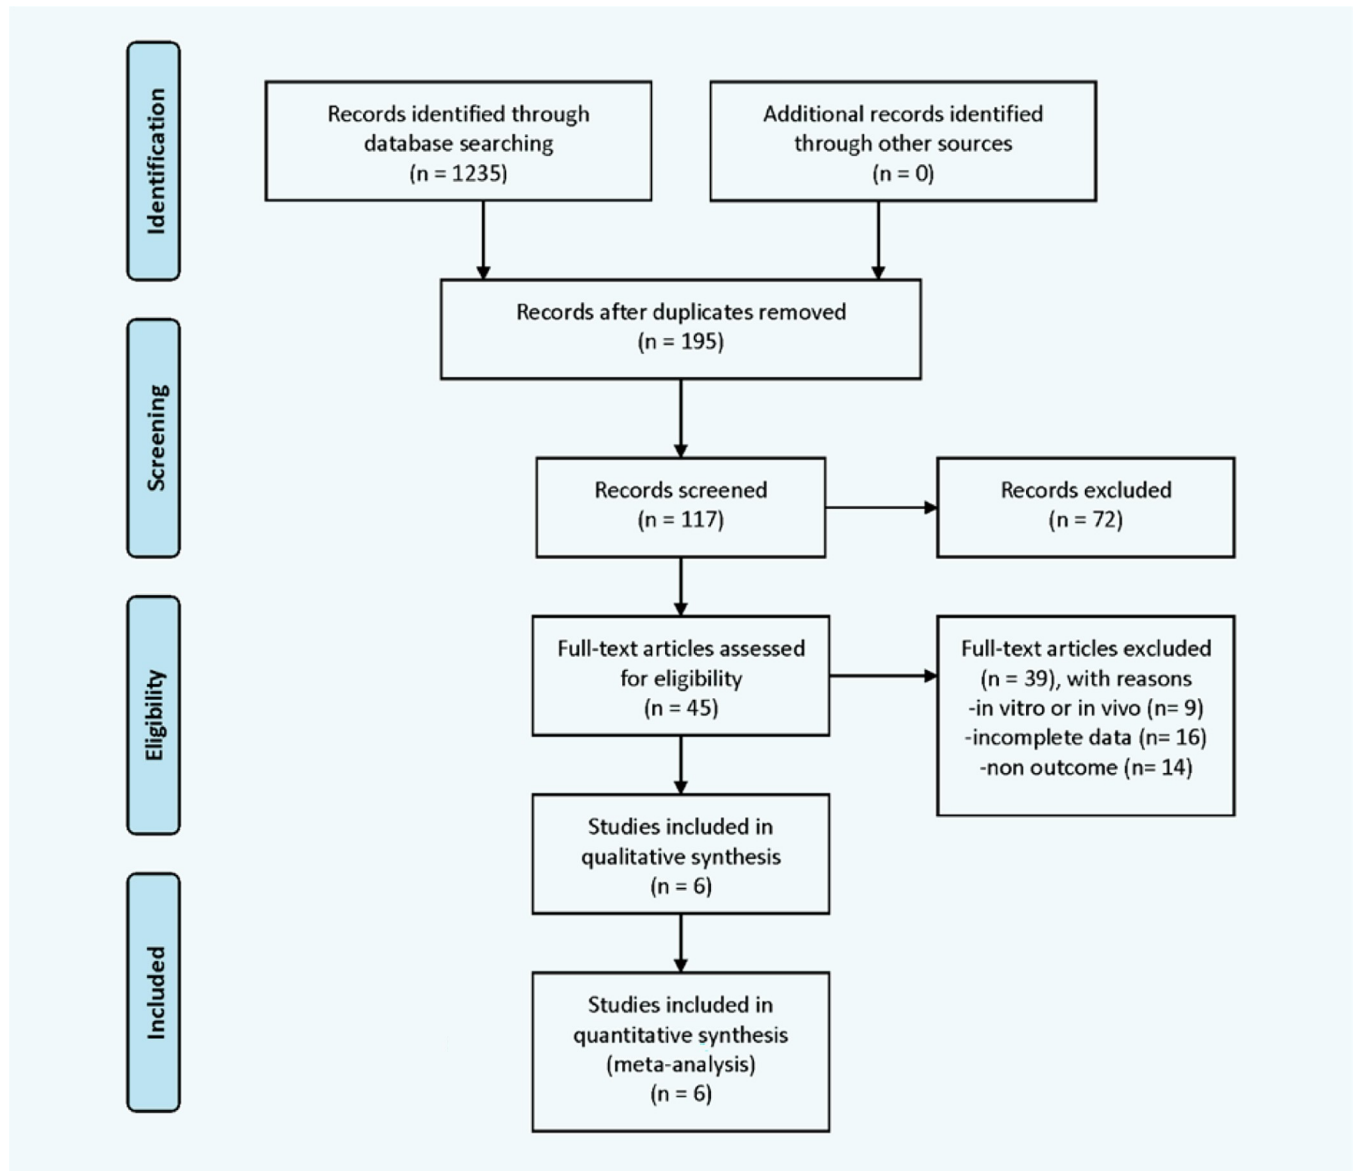 Identification
Records identified through
database searching
(n = 1235)
Additional records identified
through other sources
(n = 0)
Records after duplicates removed
(n = 195)
Screening
Records screened
(n = 117)
Records excluded
(n = 72)
Eligibility
Full-text articles assessed
for eligibility
(n = 45)
Full-text articles excluded
(n = 39), with reasons
-in vitro or in vivo (n= 9)
-incomplete data (n= 16)
-non outcome (n= 14)
Studies included in
qualitative synthesis
(n = 6)
Included
Studies included in
quantitative synthesis
(meta-analysis)
(n = 6)